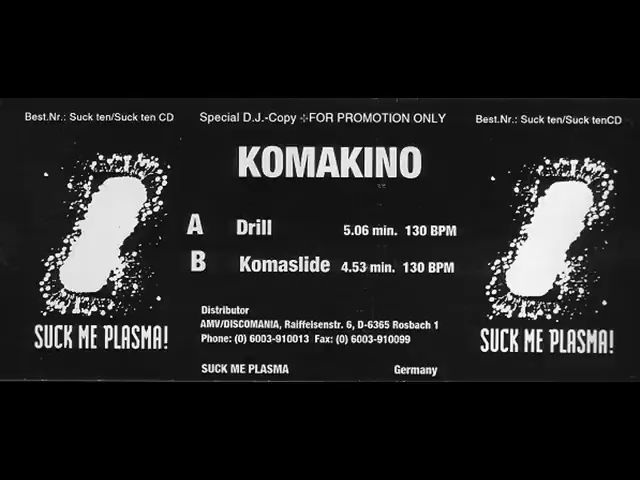 Best.Nr.: Suck ten/Suck ten CD
Special D.J.-Copy ⊹FOR PROMOTION ONLY
Best.Nr.: Suck ten/Suck tenCD
KOMAKINO
A Drill 5.06 min. 130 BPM
B Komaslide 4.53 min. 130 BPM
Distributor
AMV/DISCOMANIA, Raiffeisenstr. 6, D-6365 Rosbach 1
Phone: (0) 6003-910013 Fax: (0) 6003-910099
SUCK ME PLASMA!
SUCK ME PLASMA!
SUCK ME PLASMA Germany